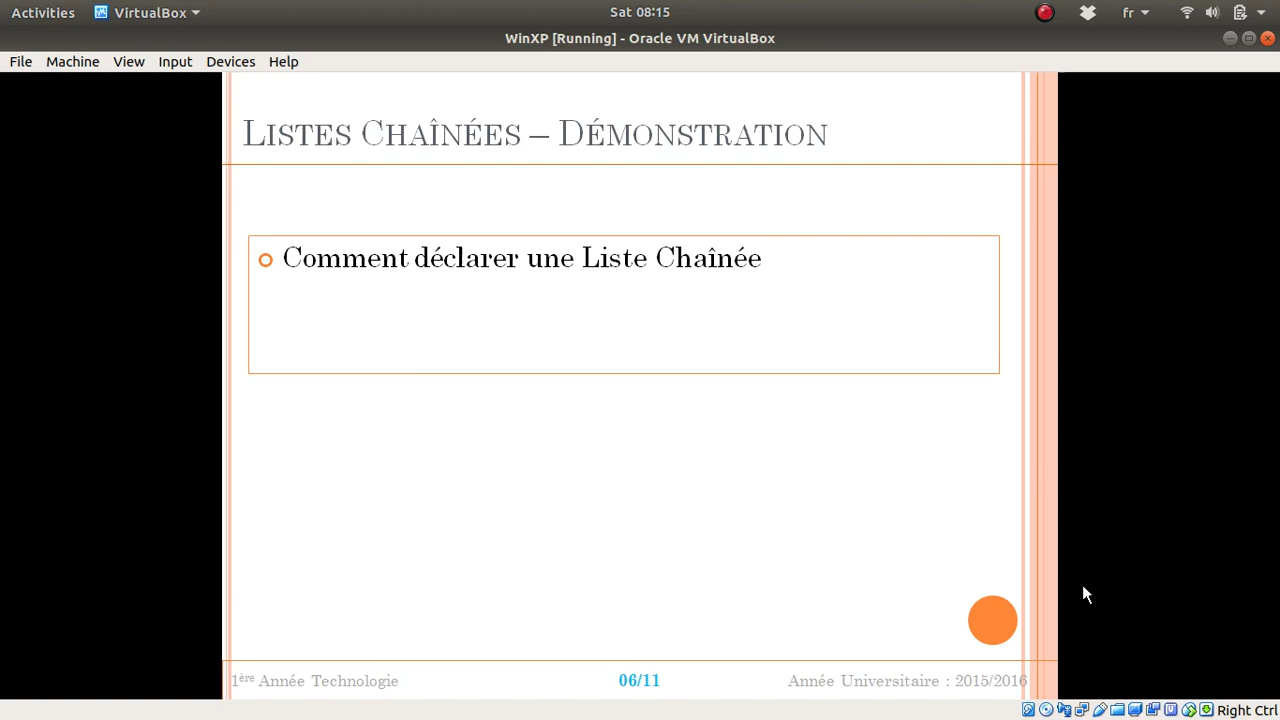 Activities VirtualBox Sat 08:15 fr
WinXP [Running] - Oracle VM VirtualBox
File Machine View Input Devices Help
Listes Chaînées – Démonstration
Comment déclarer une Liste Chaînée
1ère Année Technologie 06/11 Année Universitaire : 2015/2016
Right Ctrl